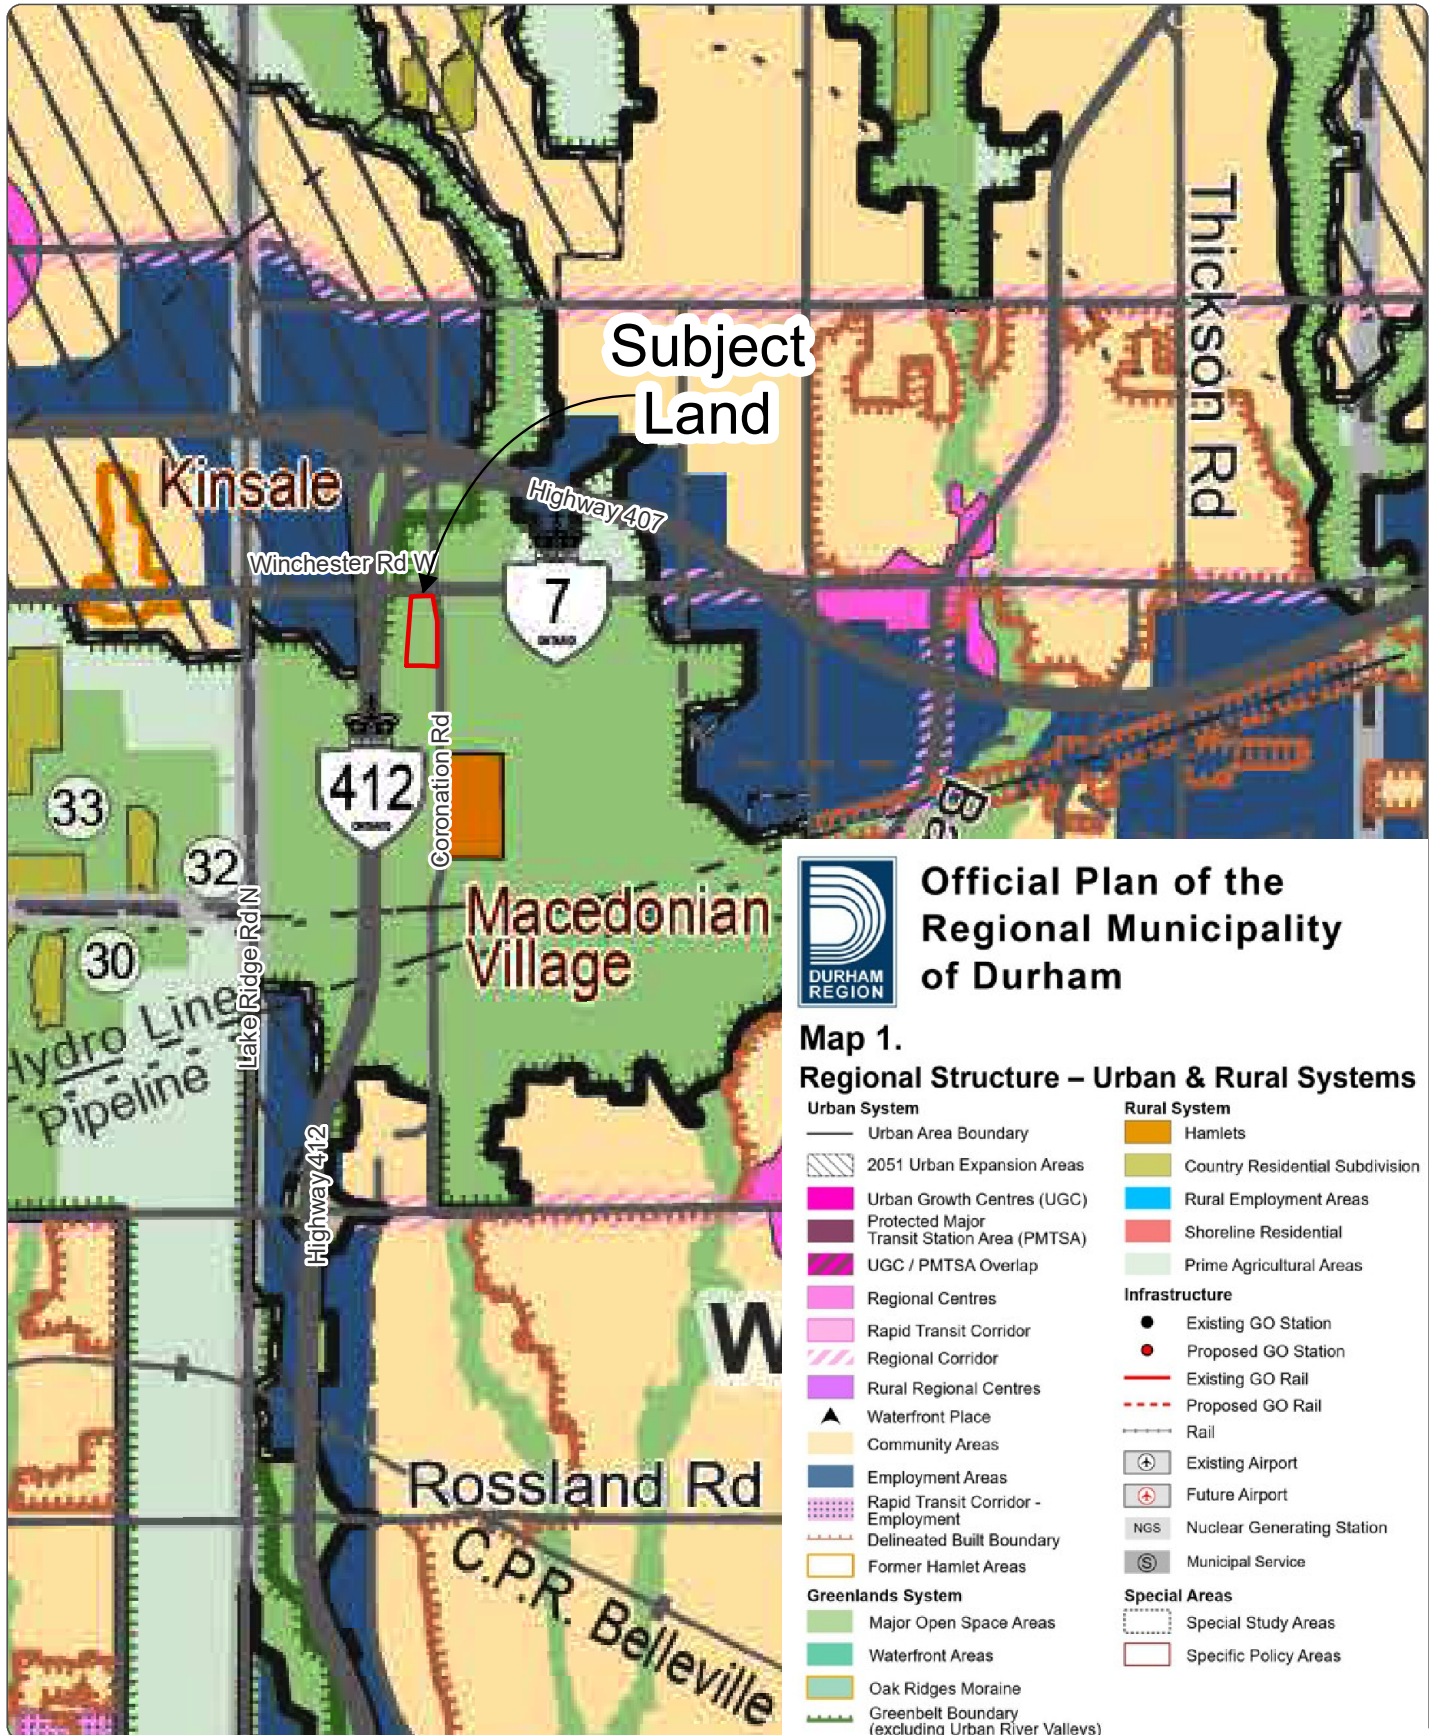 Thickson Rd
Subject
Land
Kinsale
Highway 407
Winchester Rd W
7
ONTARIO
412
ONTARIO
Coronation Rd
33
32
30
Macedonian
Village
Lake Ridge Rd N
Hydro Line
Pipeline
Highway 412
W
Rossland Rd
C.P.R. Belleville
DURHAM
REGION
Official Plan of the
Regional Municipality
of Durham
Map 1.
Regional Structure – Urban & Rural Systems
Urban System
Urban Area Boundary
2051 Urban Expansion Areas
Urban Growth Centres (UGC)
Protected Major
Transit Station Area (PMTSA)
UGC / PMTSA Overlap
Regional Centres
Rapid Transit Corridor
Regional Corridor
Rural Regional Centres
Waterfront Place
Community Areas
Employment Areas
Rapid Transit Corridor -
Employment
Delineated Built Boundary
Former Hamlet Areas
Greenlands System
Major Open Space Areas
Waterfront Areas
Oak Ridges Moraine
Greenbelt Boundary
(excluding Urban River Valleys)
Rural System
Hamlets
Country Residential Subdivision
Rural Employment Areas
Shoreline Residential
Prime Agricultural Areas
Infrastructure
Existing GO Station
Proposed GO Station
Existing GO Rail
Proposed GO Rail
Rail
Existing Airport
Future Airport
NGS Nuclear Generating Station
S Municipal Service
Special Areas
Special Study Areas
Specific Policy Areas